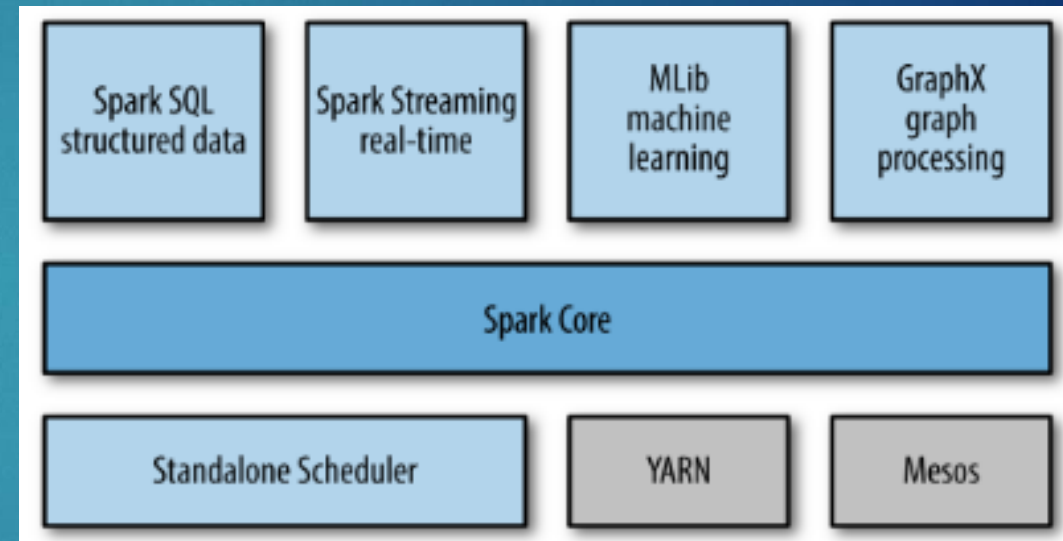 Spark SQL
structured data
Spark Streaming
real-time
MLib
machine
learning
GraphX
graph
processing
Spark Core
Standalone Scheduler
YARN
Mesos